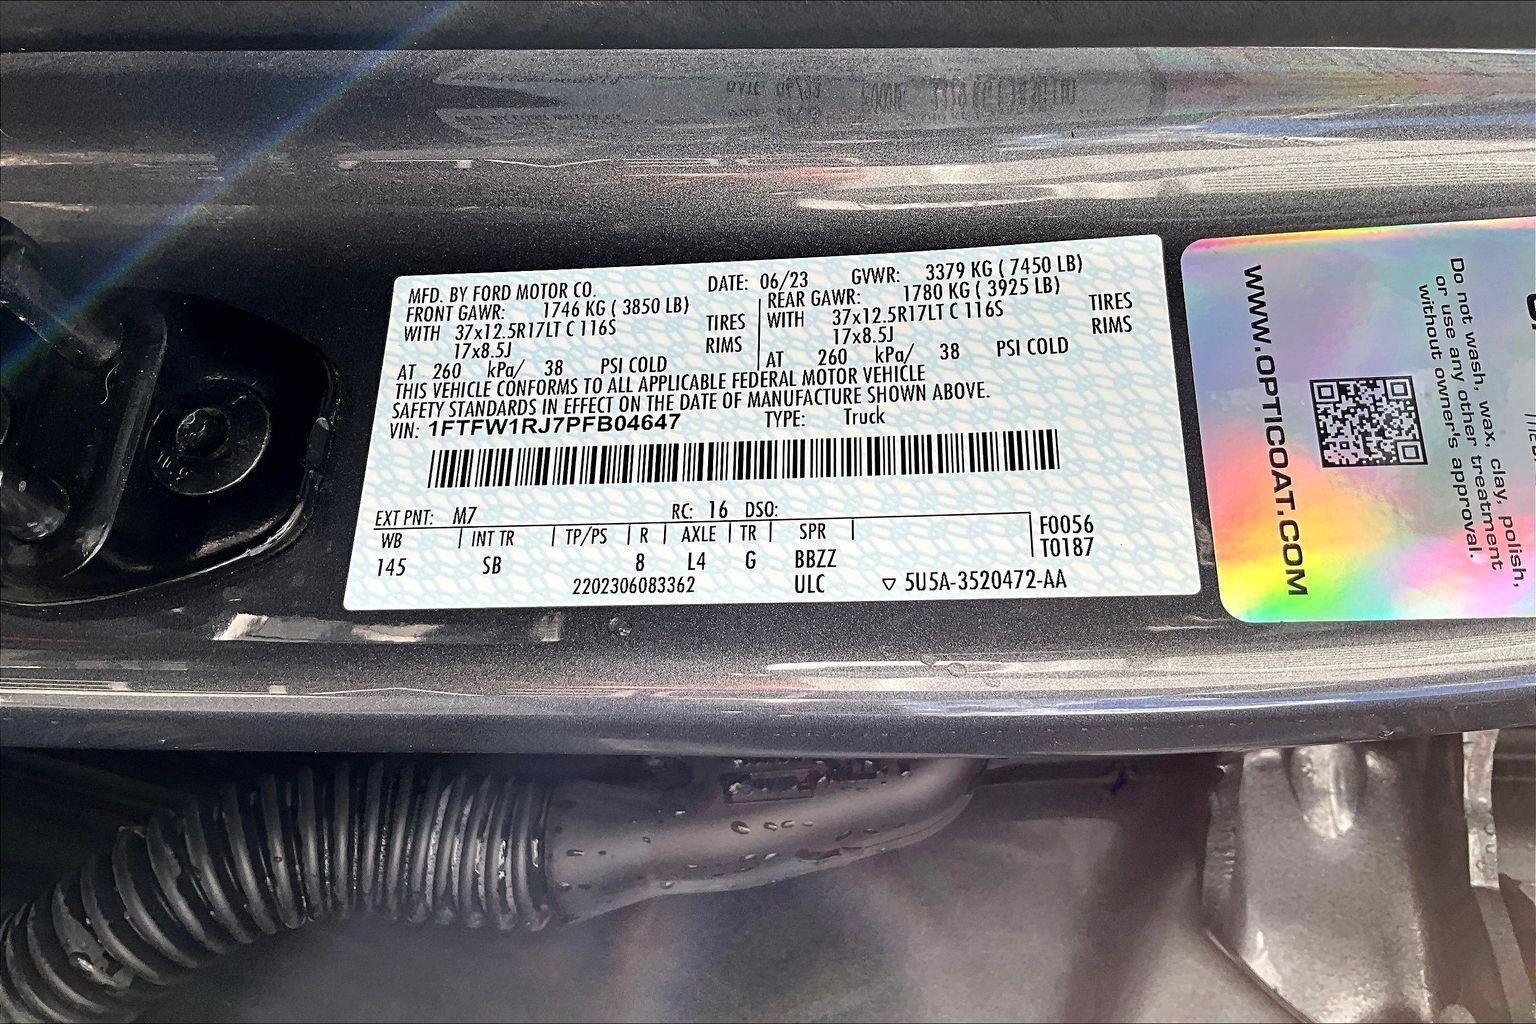 MFD. BY FORD MOTOR CO. DATE: 06/23 GVWR: 3379 KG ( 7450 LB)
FRONT GAWR: 1746 KG ( 3850 LB) REAR GAWR: 1780 KG ( 3925 LB)
WITH 37x12.5R17LT C 116S TIRES WITH 37x12.5R17LT C 116S TIRES
17x8.5J RIMS 17x8.5J RIMS
AT 260 kPa/ 38 PSI COLD AT 260 kPa/ 38 PSI COLD
THIS VEHICLE CONFORMS TO ALL APPLICABLE FEDERAL MOTOR VEHICLE
SAFETY STANDARDS IN EFFECT ON THE DATE OF MANUFACTURE SHOWN ABOVE.
VIN: 1FTFW1RJ7PFB04647 TYPE: Truck
EXT PNT: M7 RC: 16 DSO:
WB INT TR TP/PS R AXLE TR SPR F0056
145 SB 8 L4 G BBZZ T0187
2202306083362 ULC ▽ 5U5A-3520472-AA
WWW.OPTICOAT.COM
Do not wash, wax, clay, polish,
or use any other treatment
without owner's approval.